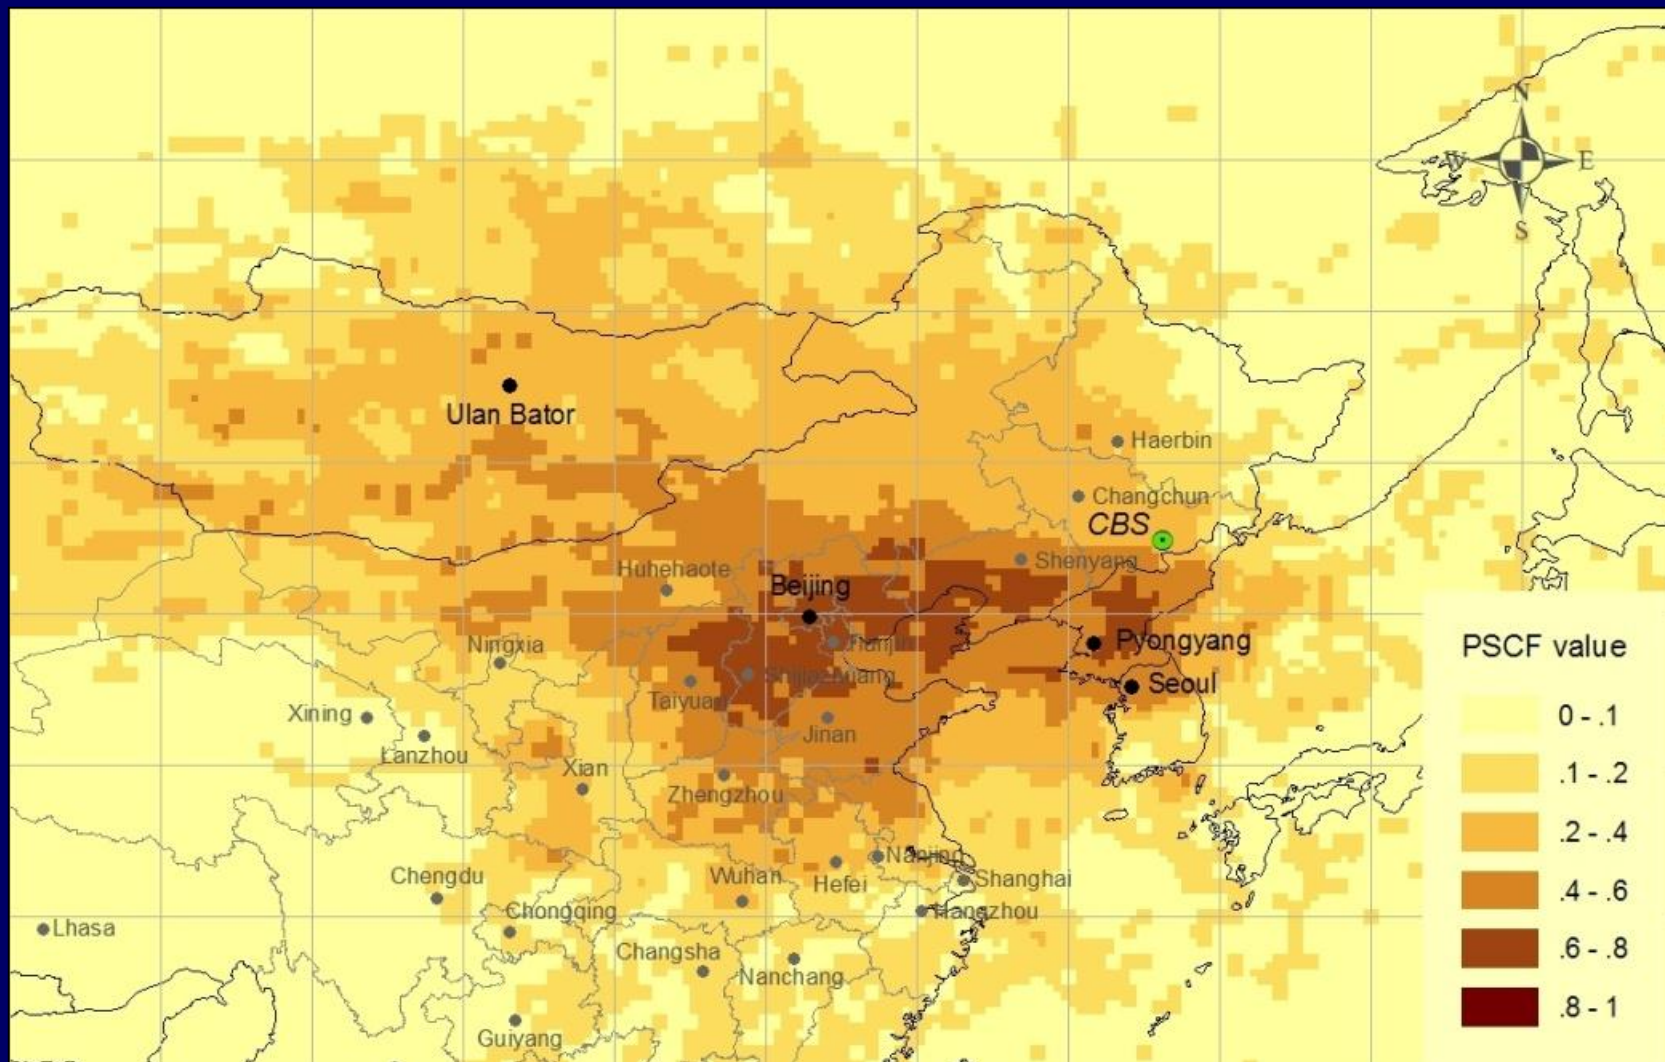 N
W E
S
Ulan Bator
Haerbin
Changchun
CBS
Shenyang
Huhehaote
Beijing
Tianjin
Pyongyang
Ningxia
Shijiazhuang
Seoul
Taiyuan
Xining
Jinan
Lanzhou
Xian
Zhengzhou
Nanjing
Chengdu
Wuhan
Hefei
Shanghai
Chongqing
Hangzhou
Lhasa
Changsha
Nanchang
Guiyang
PSCF value
0 - .1
.1 - .2
.2 - .4
.4 - .6
.6 - .8
.8 - 1